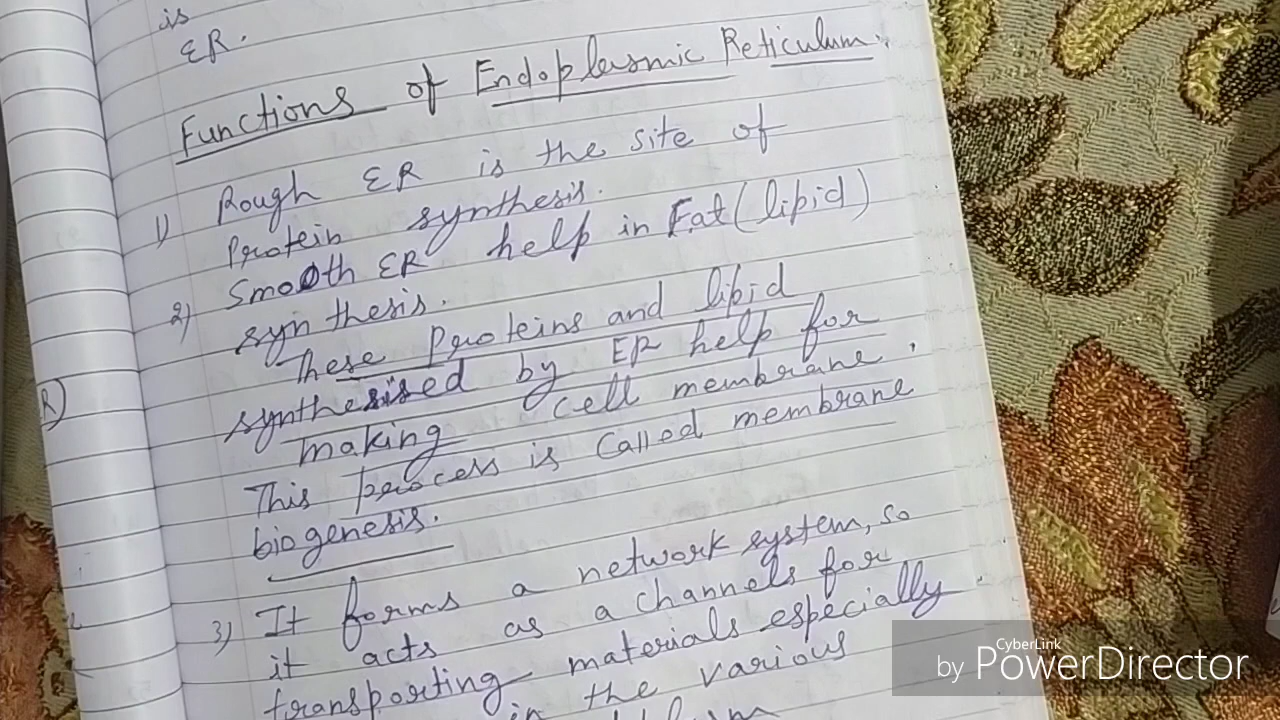 is
ER.
Functions of Endoplasmic Reticulum.
1) Rough ER is the site of
Protein synthesis.
2) Smooth ER help in Fat (lipid)
synthesis.
R) These Proteins and lipid
synthesised by ER help for
making cell membrane.
This process is called membrane
biogenesis.
3) It forms a network system, so
it acts as a channels for
transporting materials especially
in the various
by CyberLink PowerDirector